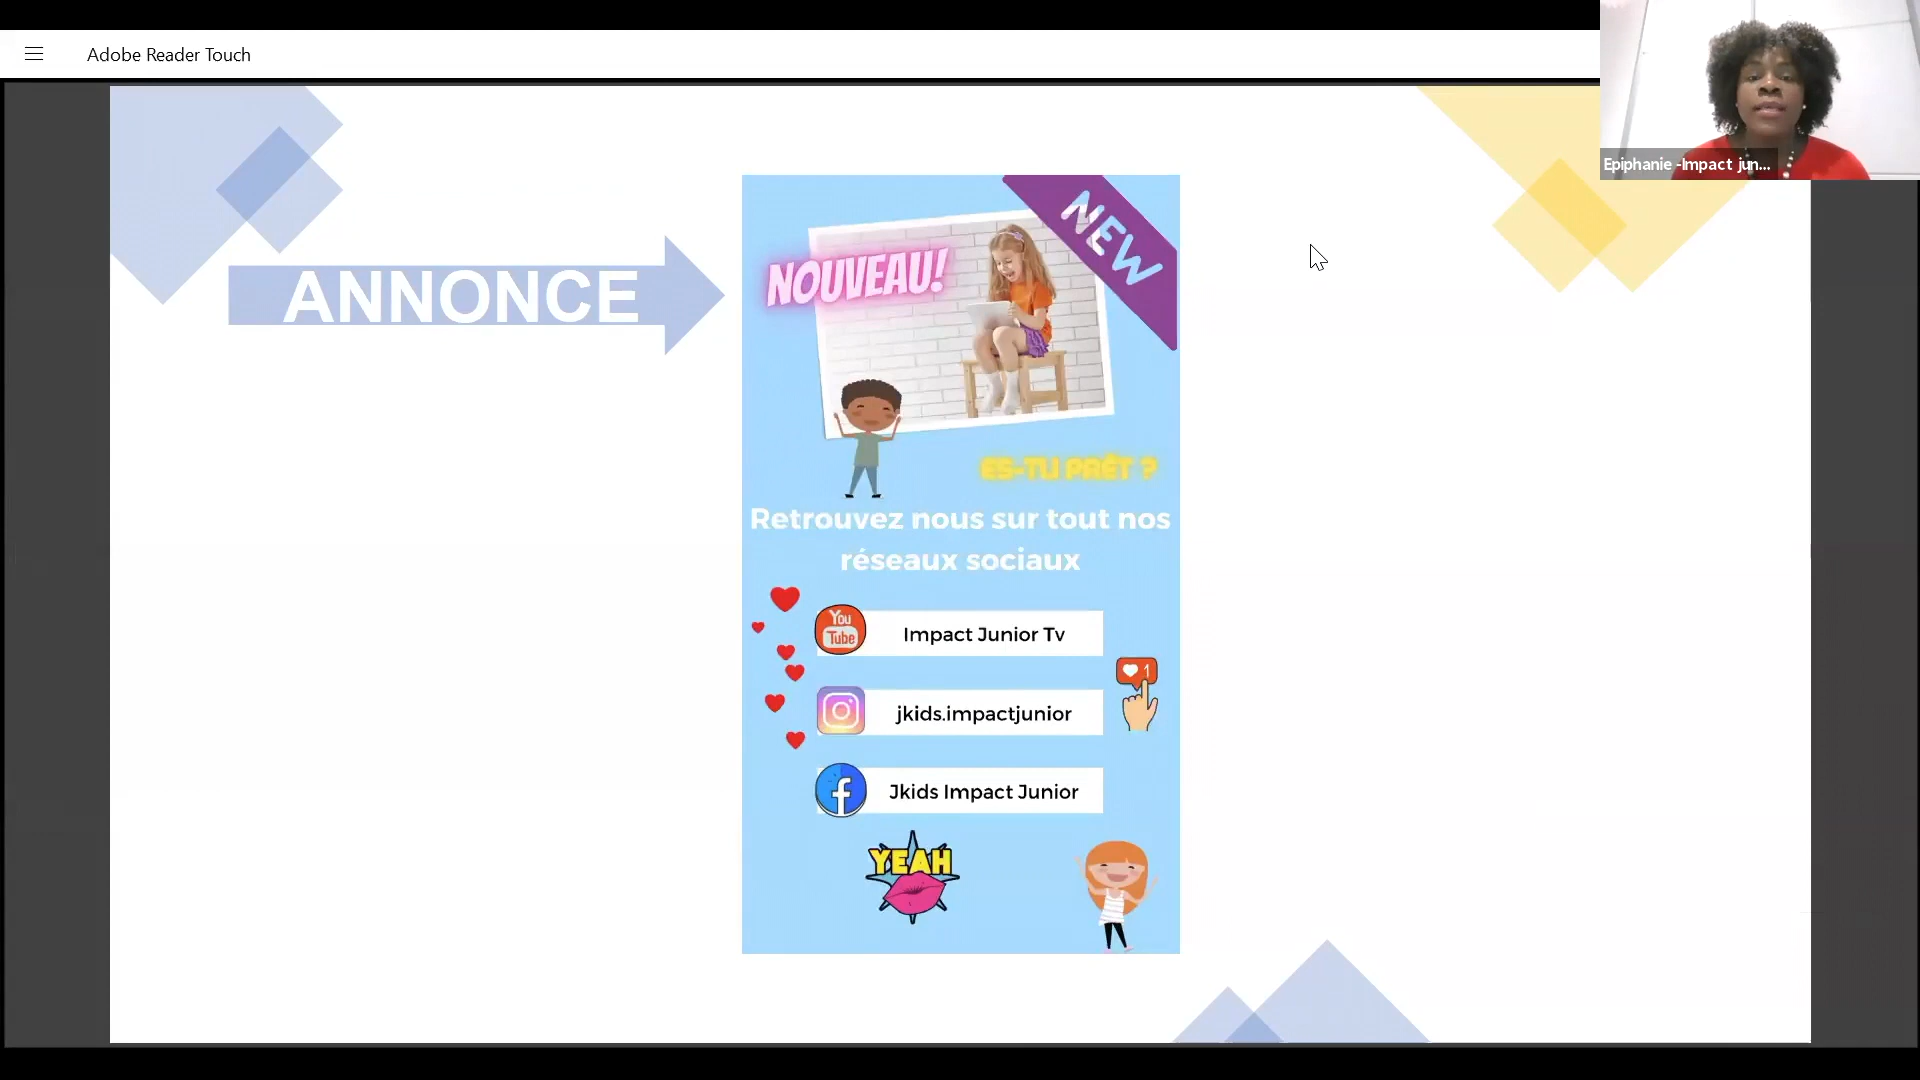 Adobe Reader Touch
Epiphanie -Impact jun...
ANNONCE
NEW
NOUVEAU!
ES-TU PRÊT ?
Retrouvez nous sur tout nos
réseaux sociaux
You
Tube
Impact Junior Tv
1
jkids.impactjunior
f
Jkids Impact Junior
YEAH